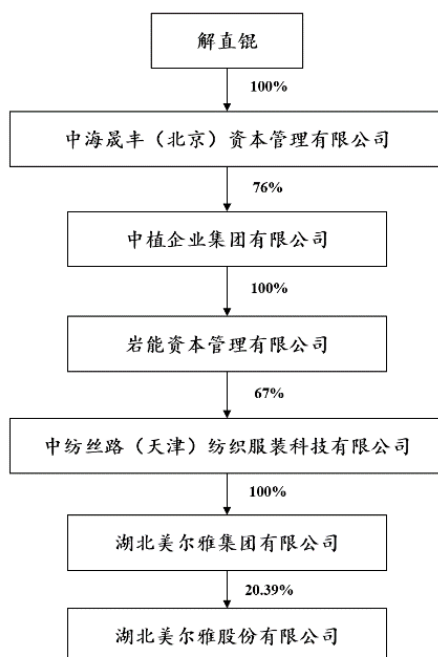 解直锟
100%
中海晟丰（北京）资本管理有限公司
76%
中植企业集团有限公司
100%
岩能资本管理有限公司
67%
中纺丝路（天津）纺织服装科技有限公司
100%
湖北美尔雅集团有限公司
20.39%
湖北美尔雅股份有限公司